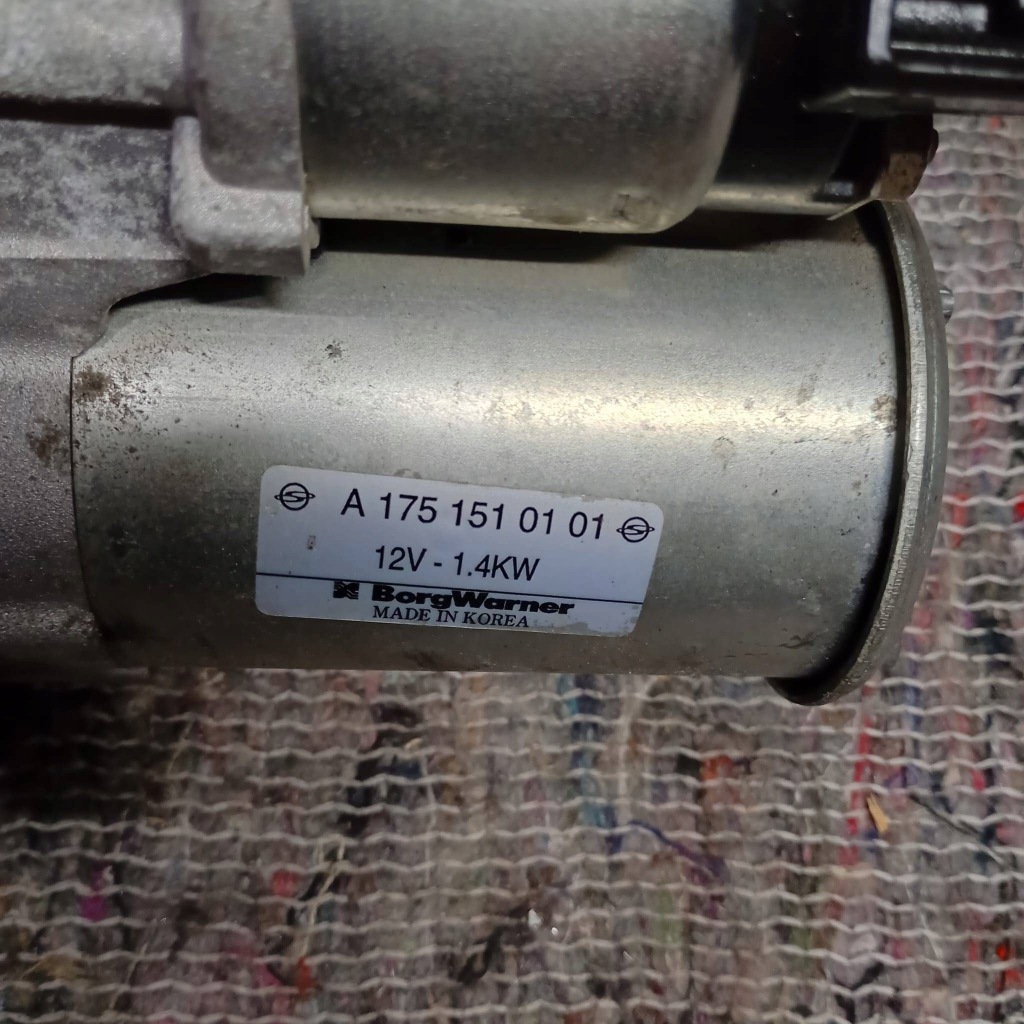 A 175 151 01 01
12V - 1.4KW
BorgWarner
MADE IN KOREA